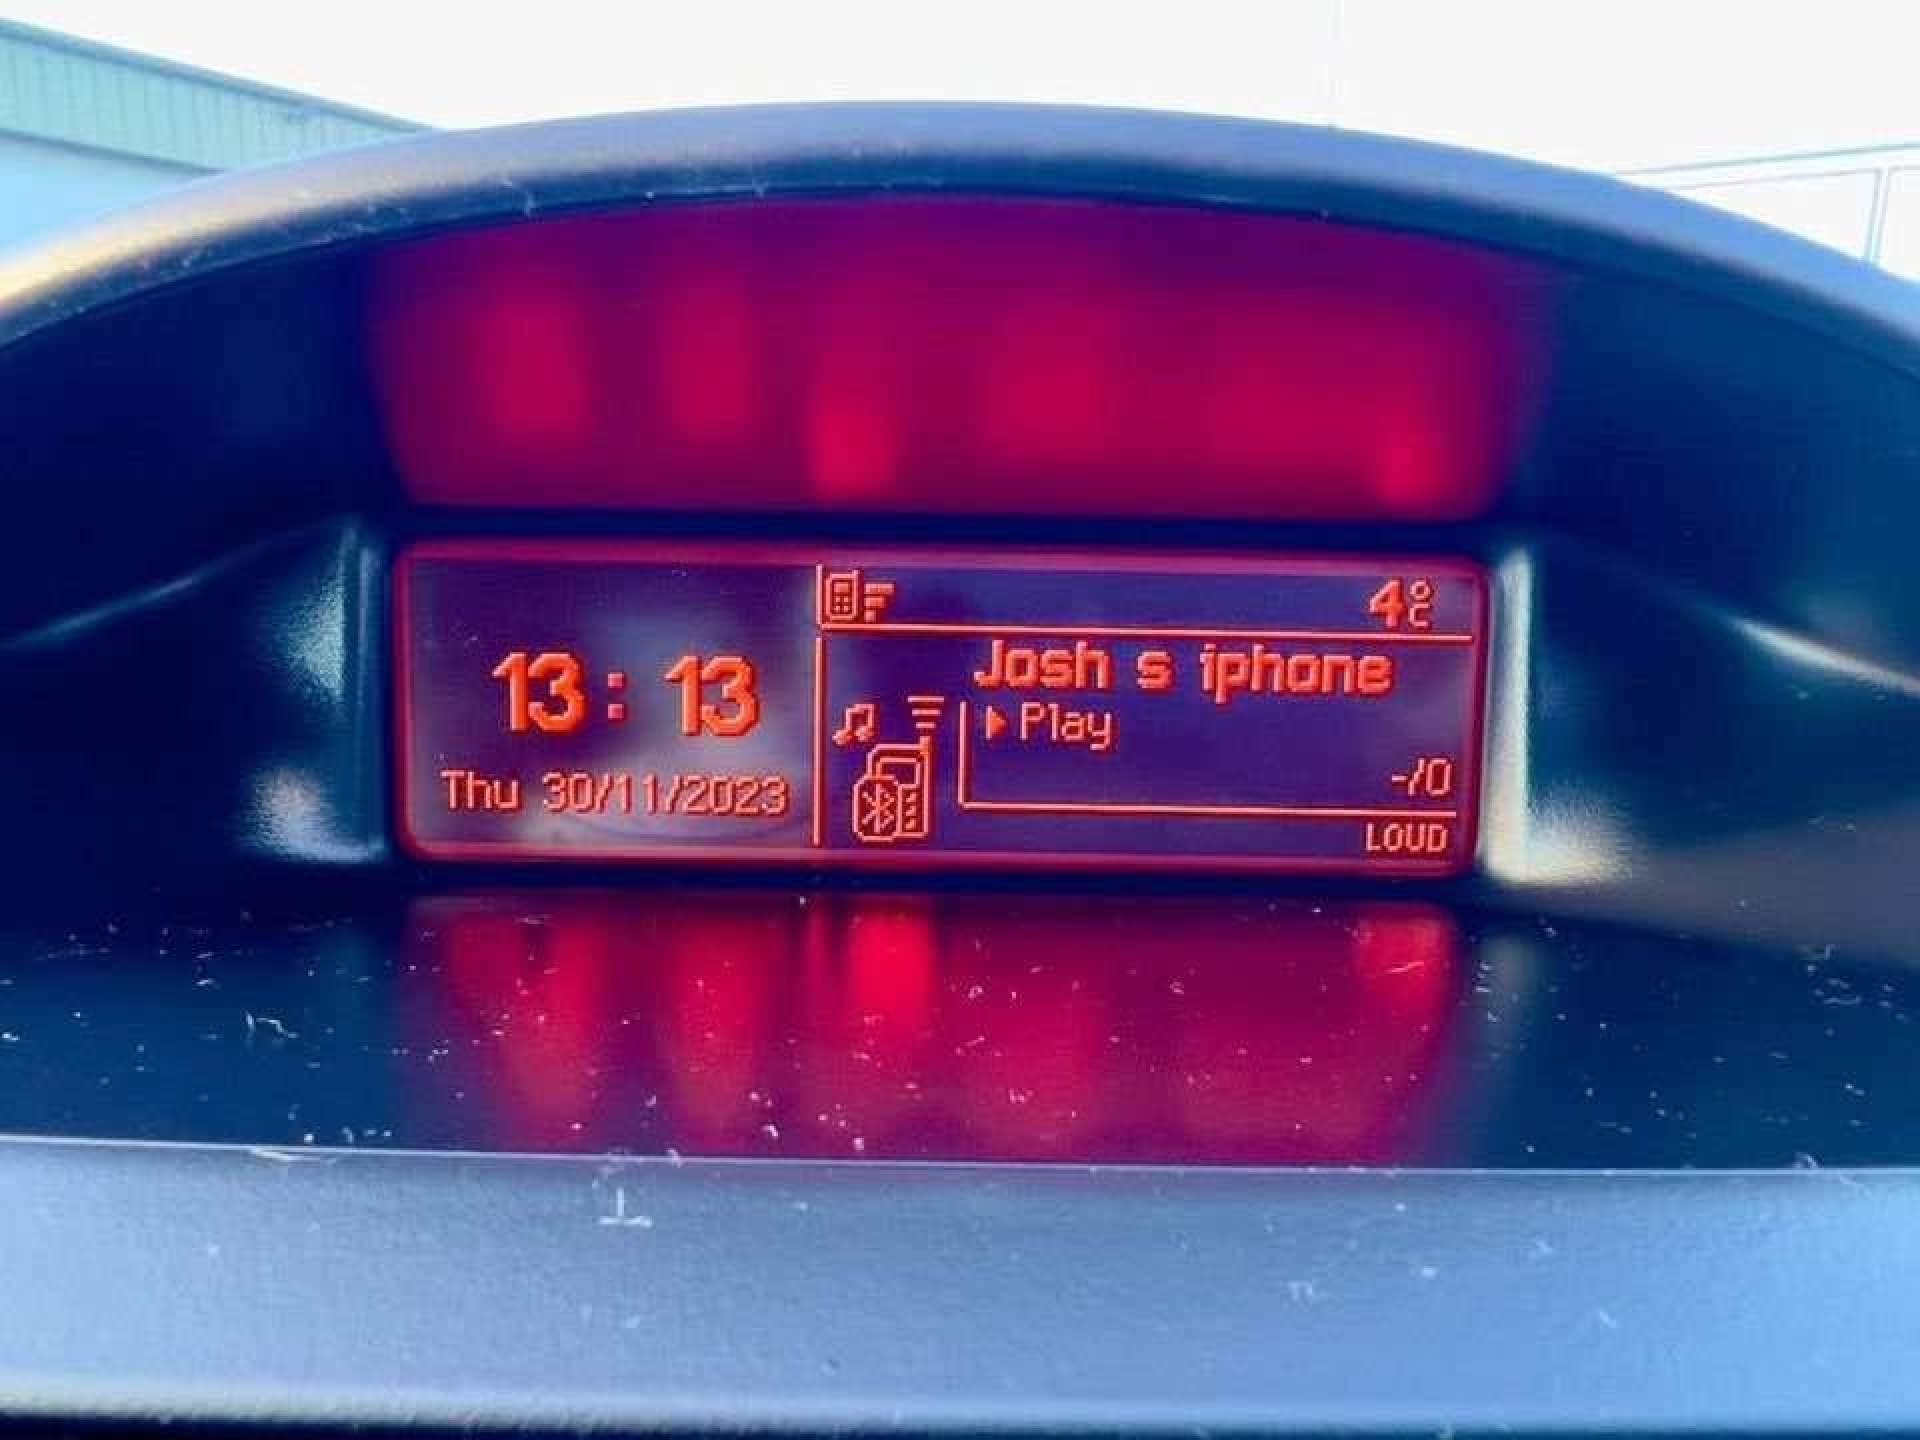 13:13
Thu 30/11/2023
4°C
Josh s iphone
Play
-/0
LOUD